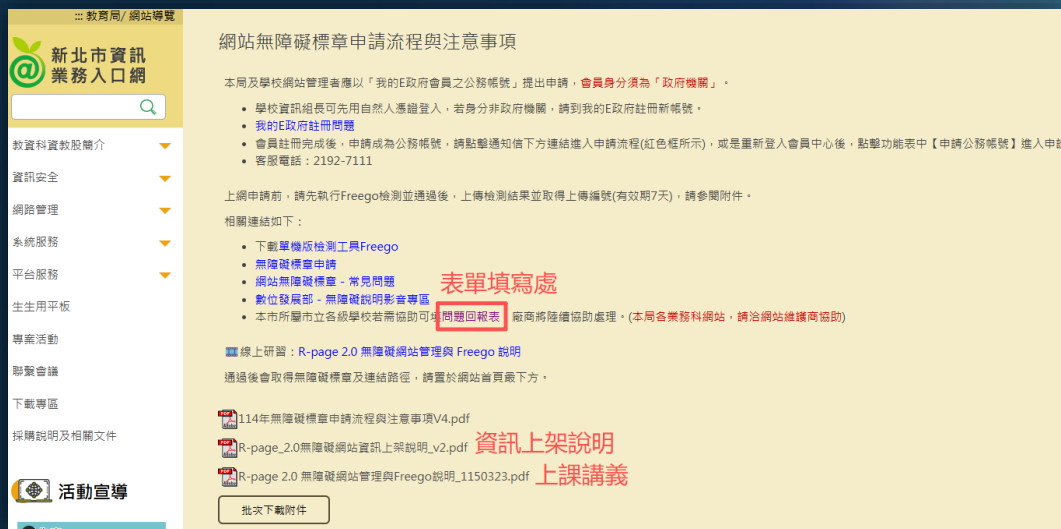 ::: 教育局/ 網站導覽
新北市資訊
業務入口網
教資科資教股簡介
資訊安全
網路管理
系統服務
平台服務
生生用平板
專案活動
聯繫會議
下載專區
採購說明及相關文件
活動宣導
網站無障礙標章申請流程與注意事項
本局及學校網站管理者應以「我的E政府會員之公務帳號」提出申請，會員身分須為「政府機關」。
學校資訊組長可先用自然人憑證登入，若身分非政府機關，請到我的E政府註冊新帳號。
我的E政府註冊問題
會員註冊完成後，申請成為公務帳號，請點擊通知信下方連結進入申請流程(紅色框所示)，或是重新登入會員中心後，點擊功能表中【申請公務帳號】進入申
客服電話：2192-7111
上網申請前，請先執行Freego檢測並通過後，上傳檢測結果並取得上傳編號(有效期7天)，請參閱附件。
相關連結如下：
下載單機版檢測工具Freego
無障礙標章申請
網站無障礙標章 - 常見問題
表單填寫處
數位發展部 - 無障礙說明影音專區
本市所屬市立各級學校若需協助可填問題回報表 廠商將陸續協助處理。(本局各業務科網站，請洽網站維護商協助)
線上研習：R-page 2.0 無障礙網站管理與 Freego 說明
通過後會取得無障礙標章及連結路徑，請置於網站首頁最下方。
114年無障礙標章申請流程與注意事項V4.pdf
R-page_2.0無障礙網站資訊上架說明_v2.pdf 資訊上架說明
R-page 2.0 無障礙網站管理與Freego說明_1150323.pdf 上課講義
批次下載附件